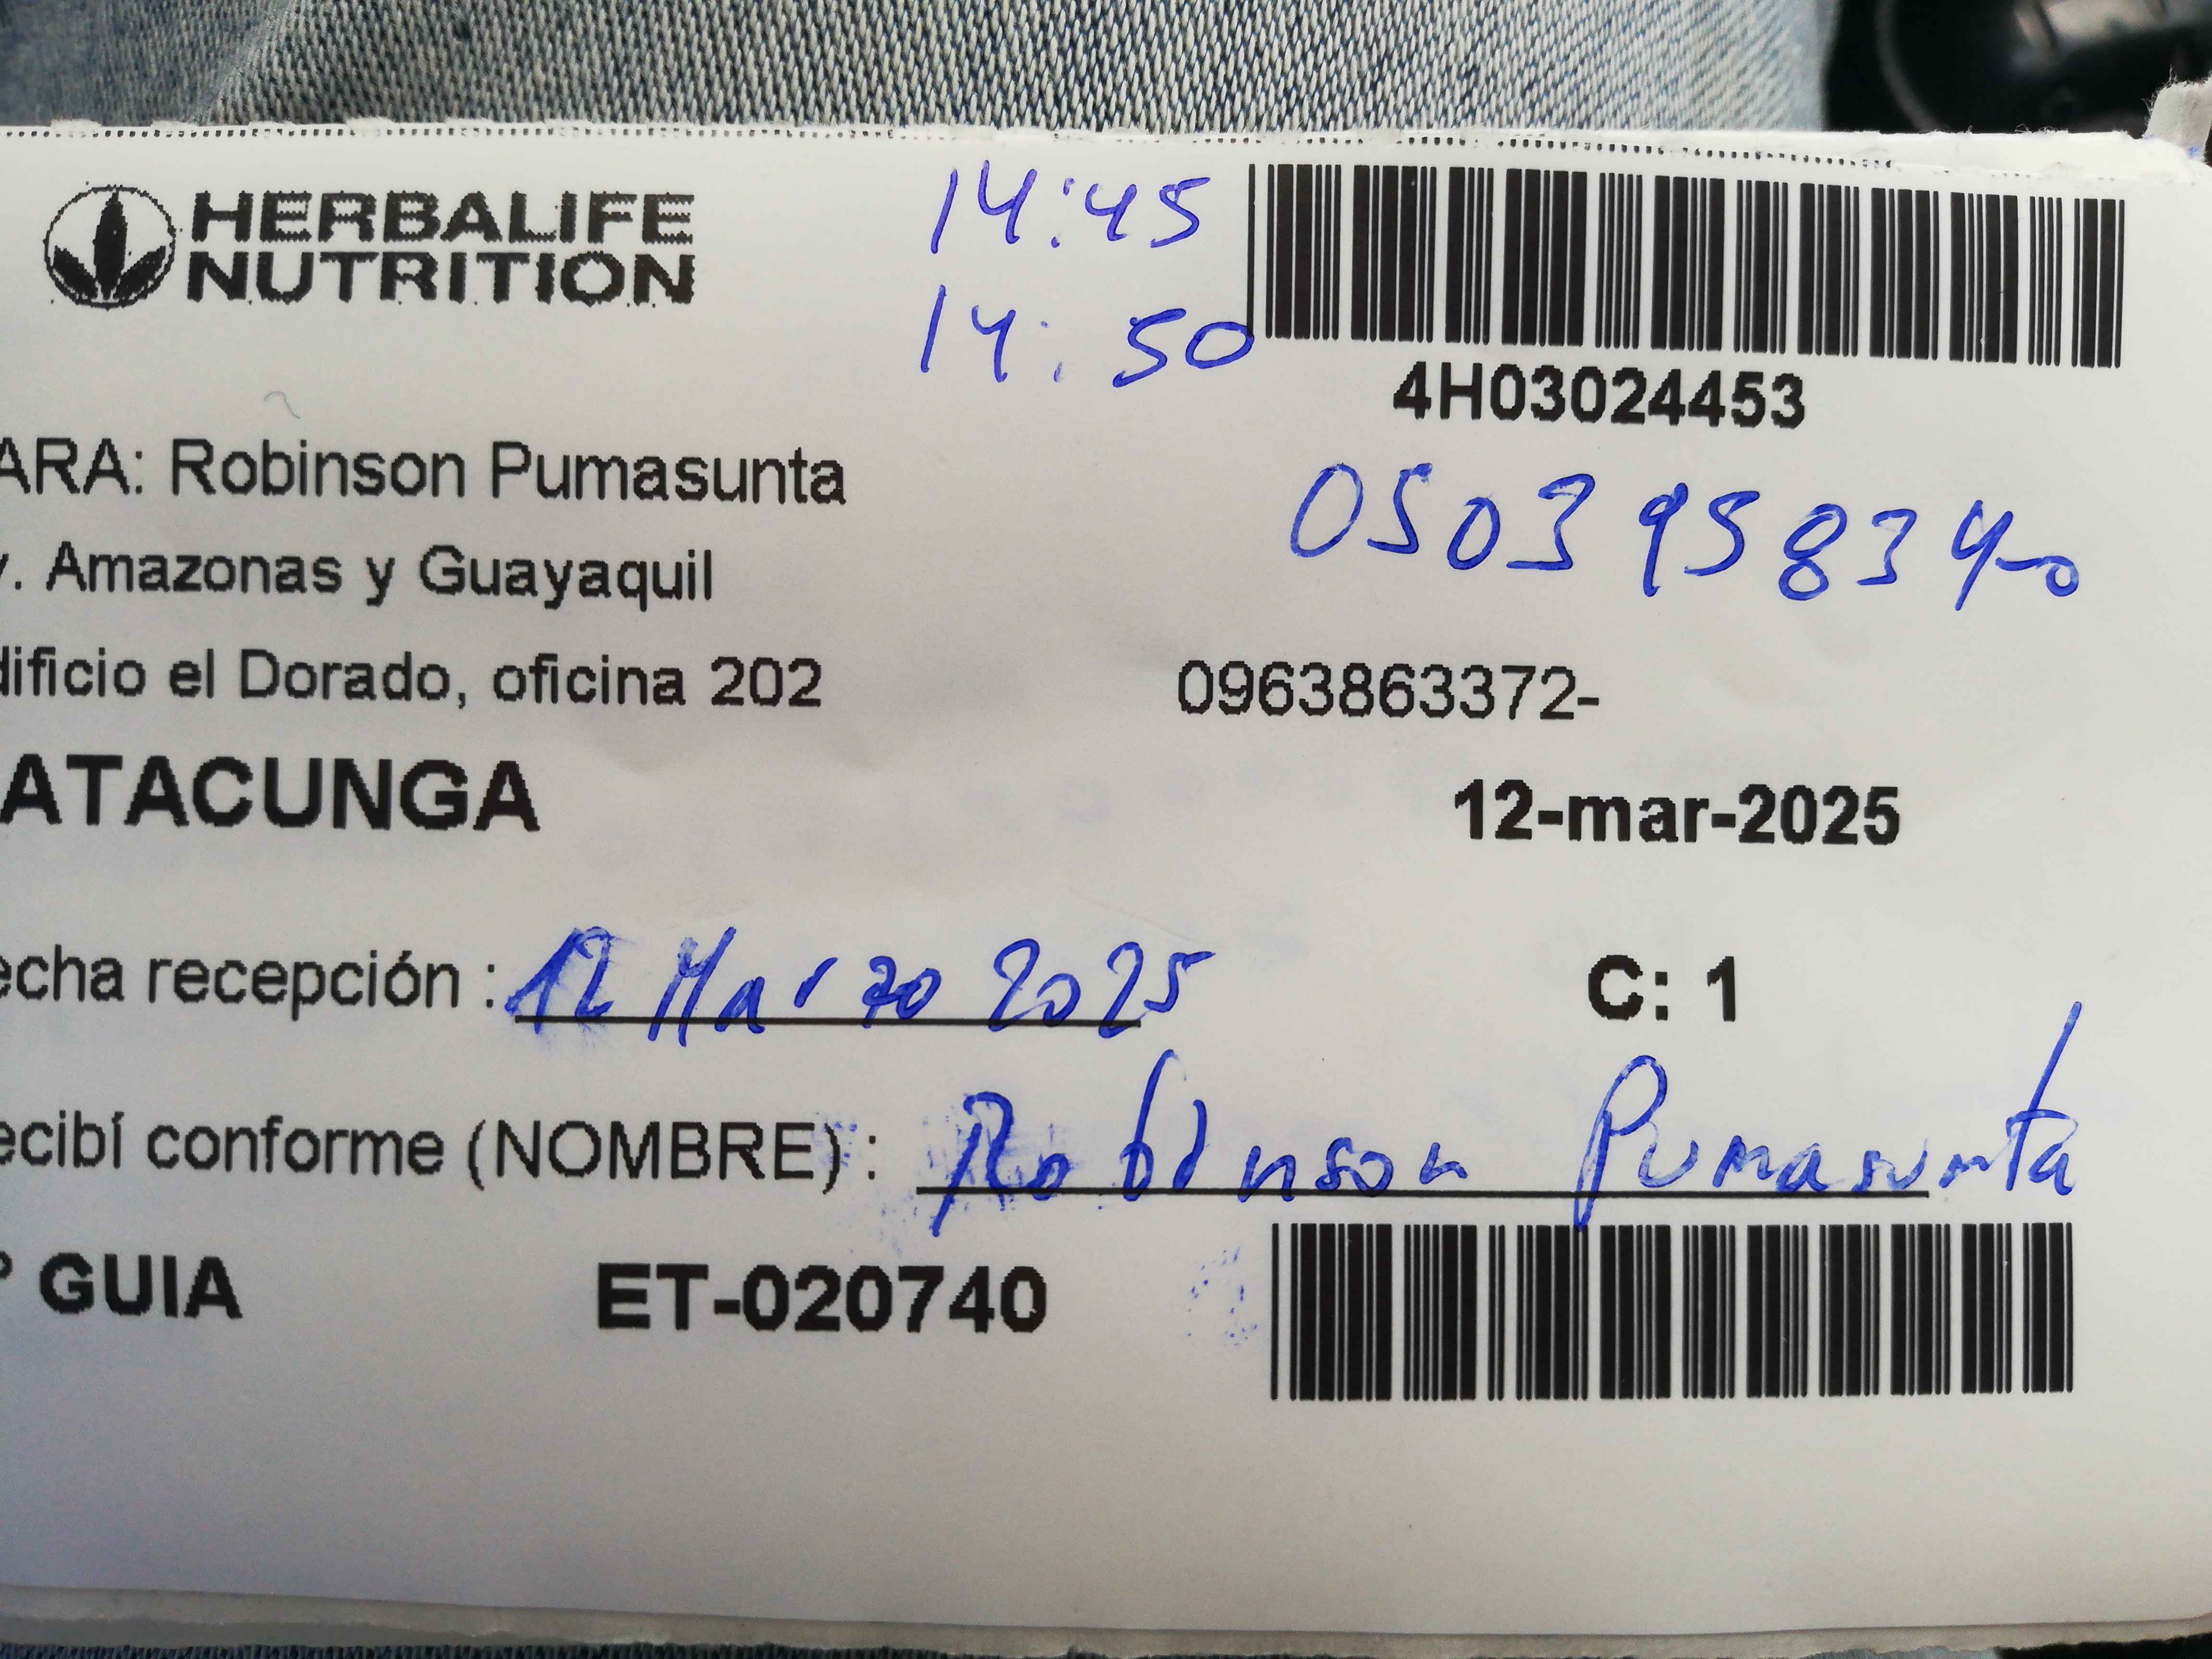 HERBALIFE
NUTRITION
14:45
14:50
4H03024453
ARA: Robinson Pumasunta
0503958340
v. Amazonas y Guayaquil
dificio el Dorado, oficina 202
0963863372-
ATACUNGA
12-mar-2025
echa recepción : 12 Marzo 2025
C: 1
ecibí conforme (NOMBRE) : Robinson Pumasunta
° GUIA ET-020740